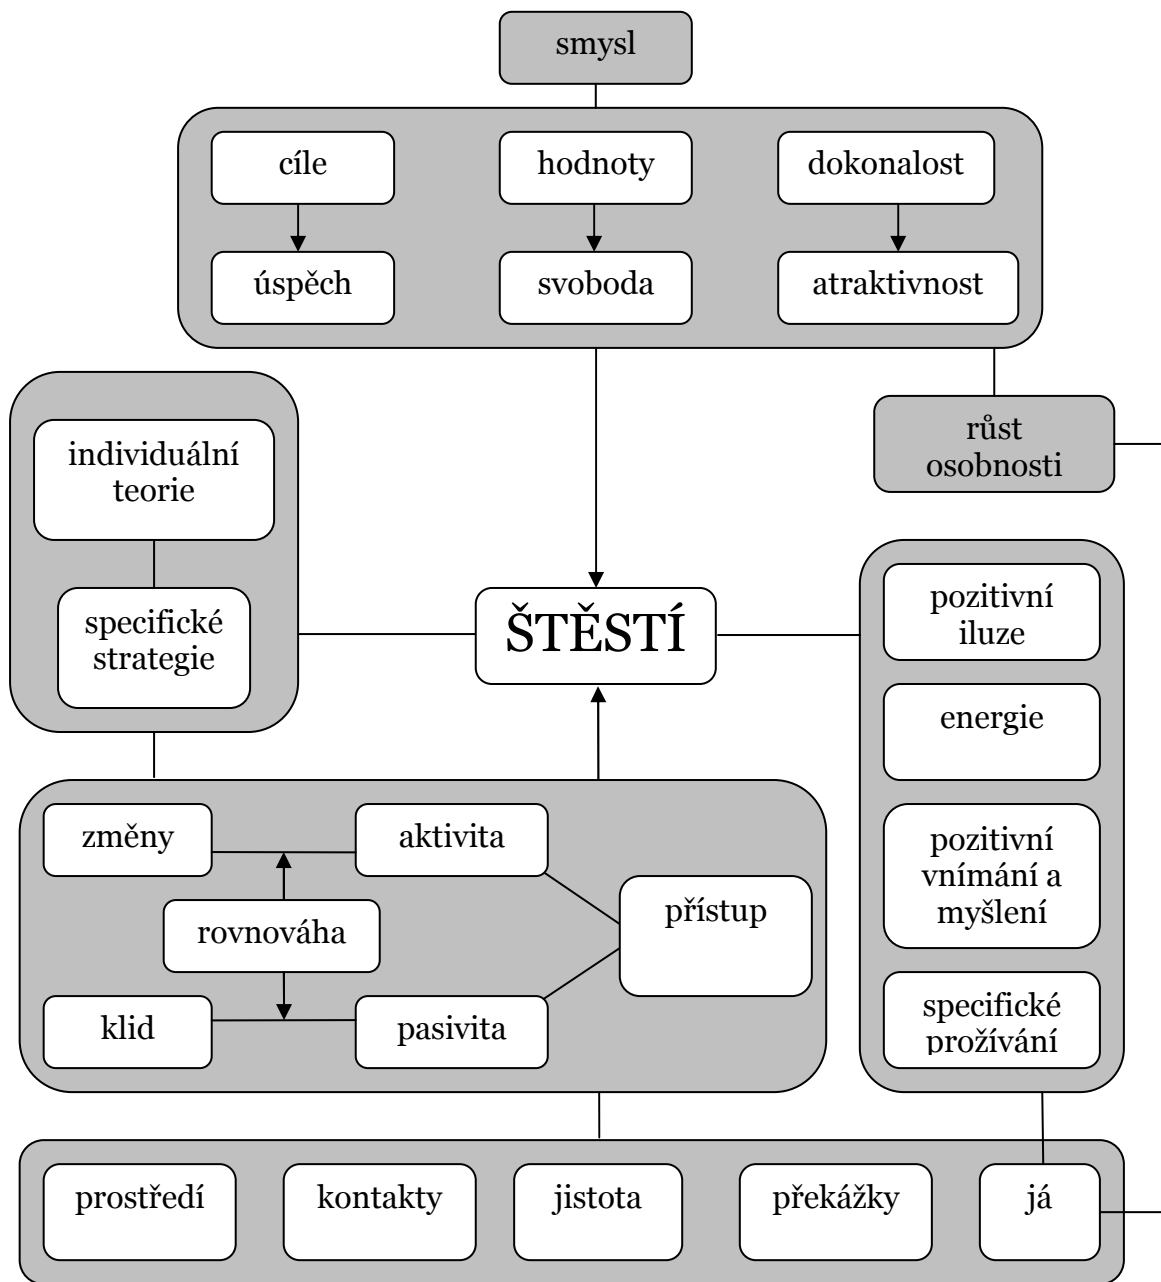 smysl
cíle
hodnoty
dokonalost
úspěch
svoboda
atraktivnost
růst
osobnosti
individuální
teorie
specifické
strategie
ŠTĚSTÍ
pozitivní
iluze
energie
pozitivní
vnímání a
myšlení
specifické
prožívání
změny
aktivita
rovnováha
přístup
klid
pasivita
prostředí
kontakty
jistota
překážky
já